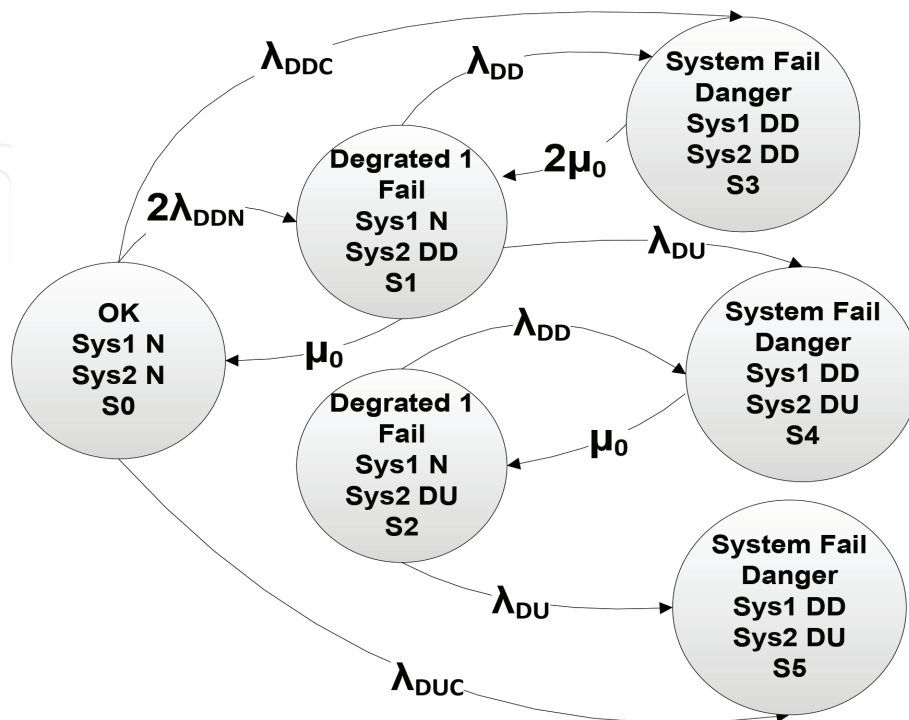 λDDC
λDD
System Fail
Danger
Sys1 DD
Sys2 DD
S3
2μ0
Degrated 1
Fail
Sys1 N
Sys2 DD
S1
2λDDN
λDU
OK
Sys1 N
Sys2 N
S0
μ0
λDD
System Fail
Danger
Sys1 DD
Sys2 DU
S4
μ0
Degrated 1
Fail
Sys1 N
Sys2 DU
S2
λDU
System Fail
Danger
Sys1 DD
Sys2 DU
S5
λDUC